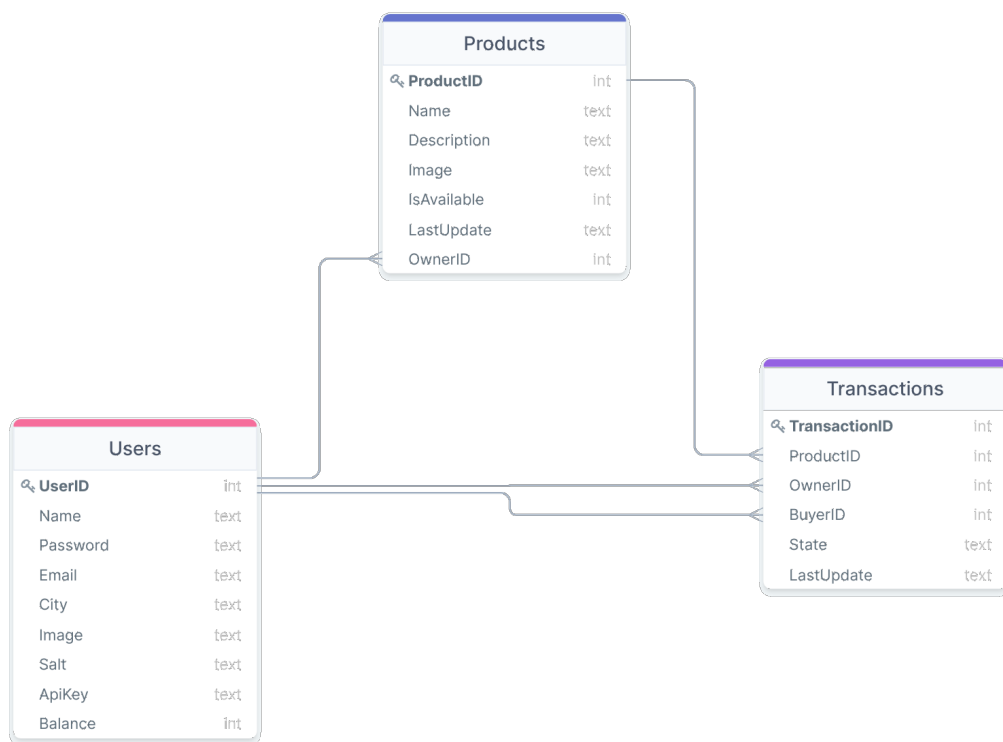 Products
ProductID int
Name text
Description text
Image text
IsAvailable int
LastUpdate text
OwnerID int
Transactions
TransactionID int
ProductID int
OwnerID int
BuyerID int
State text
LastUpdate text
Users
UserID int
Name text
Password text
Email text
City text
Image text
Salt text
ApiKey text
Balance int